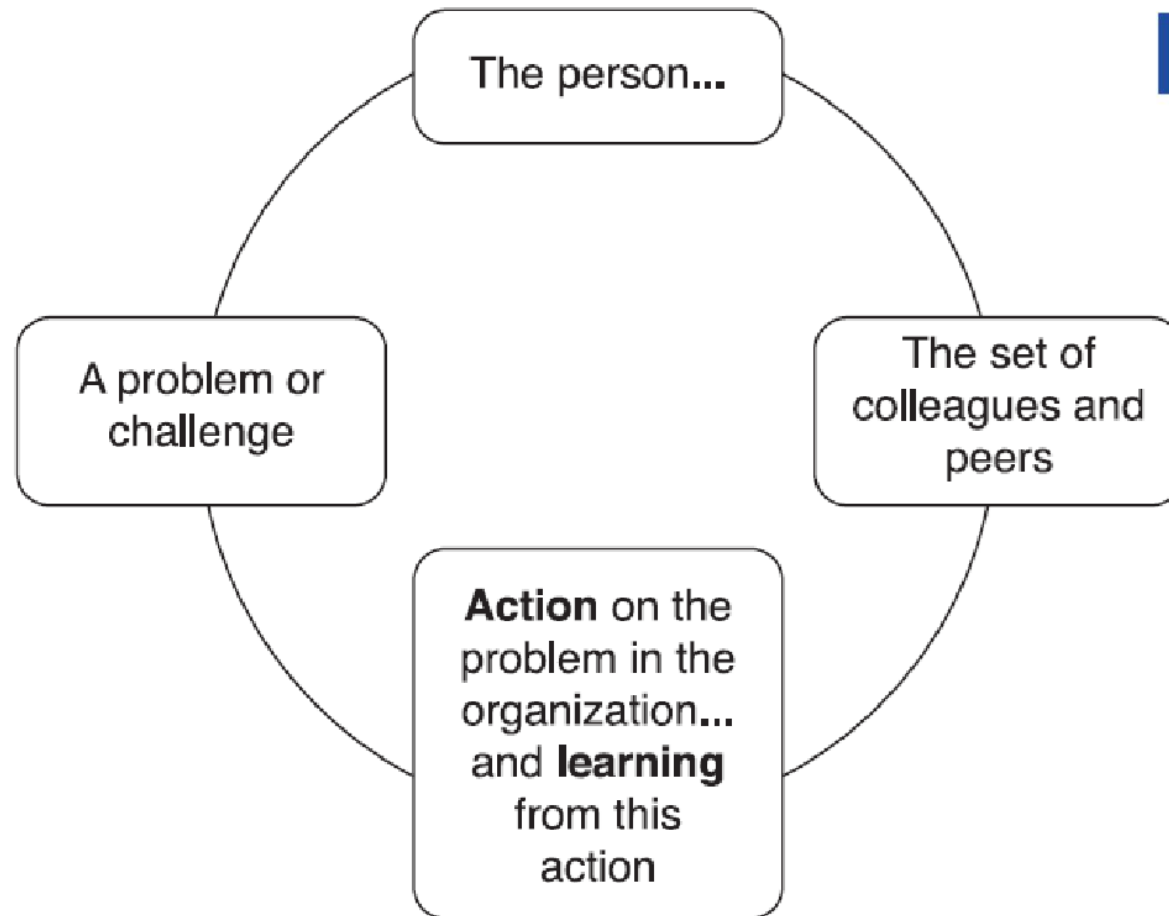 The person...
A problem or
challenge
The set of
colleagues and
peers
Action on the
problem in the
organization...
and learning
from this
action